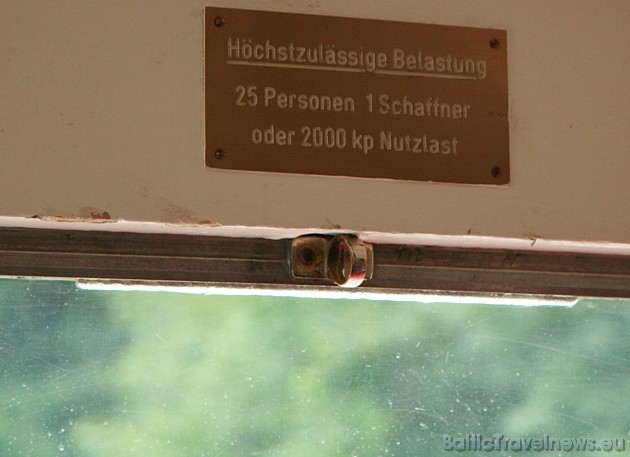 Höchstzulässige Belastung
25 Personen 1 Schaffner
oder 2000 kp Nutzlast
BalticTravelnews.eu